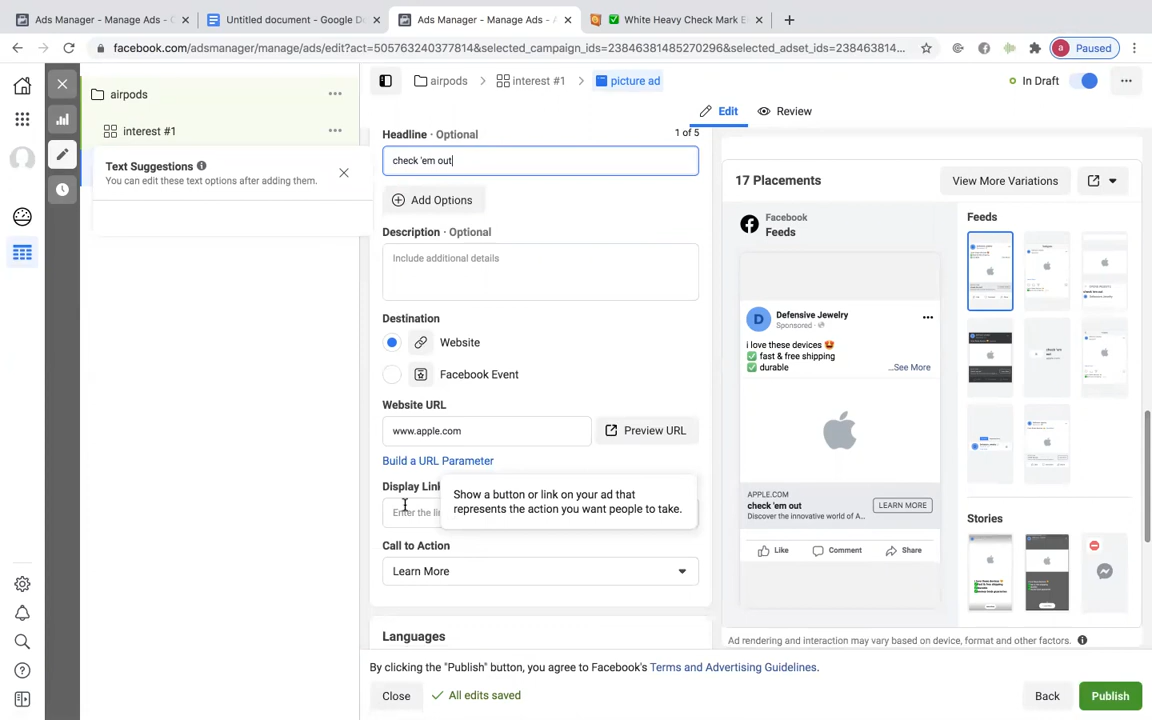 Ads Manager - Manage Ads - C
Untitled document - Google D
Ads Manager - Manage Ads - A
White Heavy Check Mark E
facebook.com/adsmanager/manage/ads/edit?act=505763240377814&selected_campaign_ids=23846381485270296&selected_adset_ids=238463814...
a Paused
airpods
interest #1
picture ad
In Draft
airpods
interest #1
Text Suggestions
You can edit these text options after adding them.
Edit
Review
Headline · Optional
1 of 5
check 'em out
Add Options
Description · Optional
Include additional details
Destination
Website
Facebook Event
Website URL
www.apple.com
Preview URL
Build a URL Parameter
Display Link
Enter the li
Show a button or link on your ad that
represents the action you want people to take.
Call to Action
Learn More
Languages
17 Placements
View More Variations
Facebook
Feeds
D
Defensive Jewelry
Sponsored ·
i love these devices 🤩
✅ fast & free shipping
✅ durable
...See More
APPLE.COM
check 'em out
Discover the innovative world of A...
LEARN MORE
Like
Comment
Share
Feeds
Stories
Ad rendering and interaction may vary based on device, format and other factors.
By clicking the "Publish" button, you agree to Facebook's Terms and Advertising Guidelines.
Close
All edits saved
Back
Publish